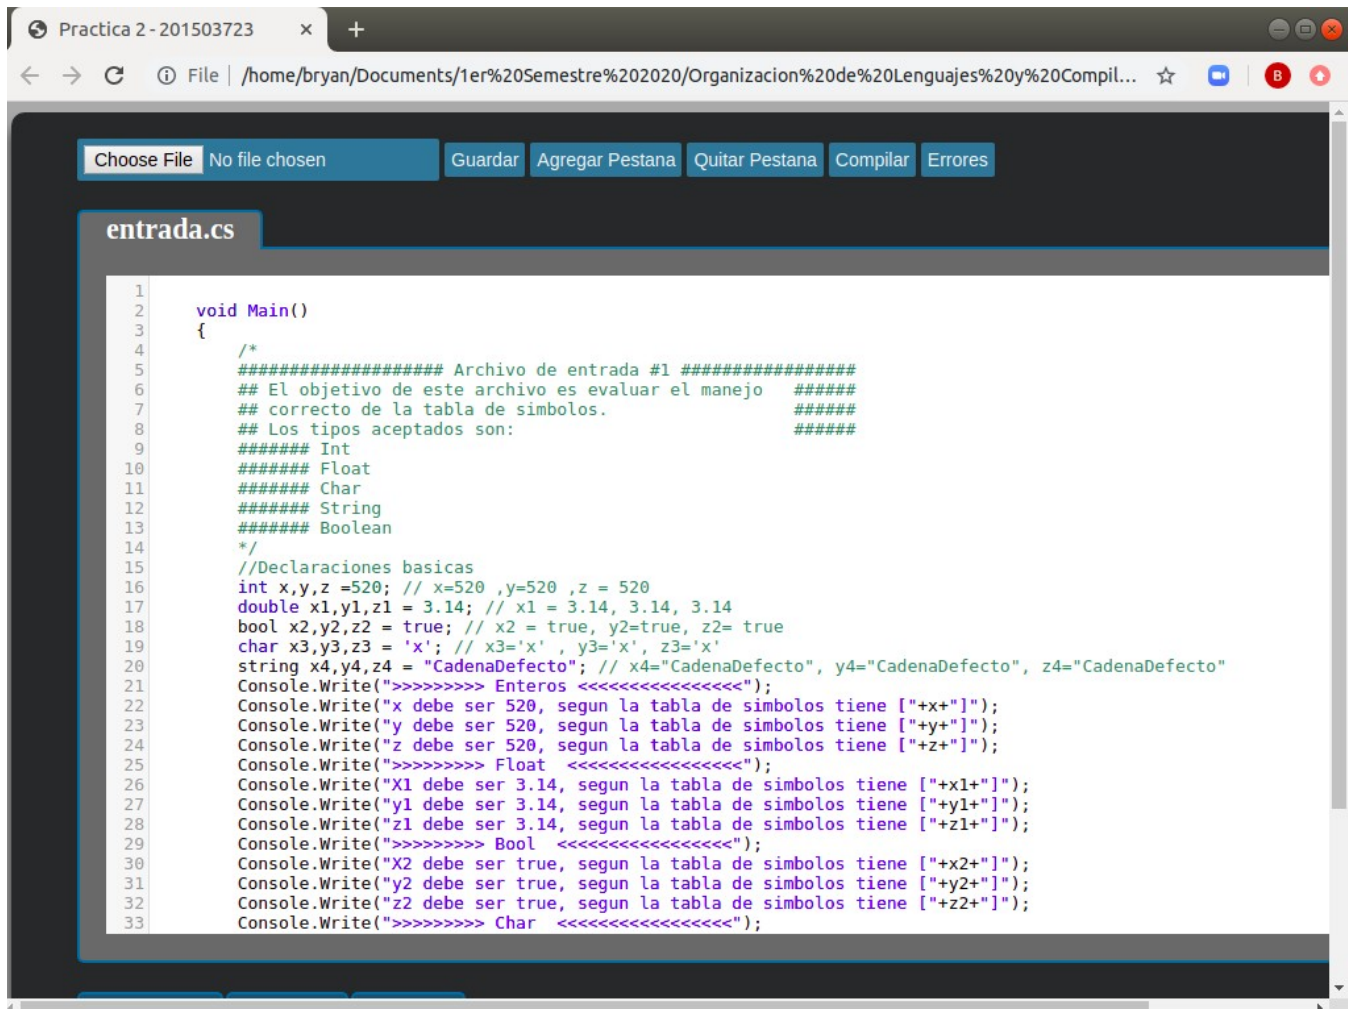 Practica 2 - 201503723
File /home/bryan/Documents/1er%20Semestre%202020/Organizacion%20de%20Lenguajes%20y%20Compil...
B
Choose File No file chosen Guardar Agregar Pestana Quitar Pestana Compilar Errores
entrada.cs
1
2 void Main()
3 {
4 /*
5 #################### Archivo de entrada #1 #################
6 ## El objetivo de este archivo es evaluar el manejo ######
7 ## correcto de la tabla de simbolos. ######
8 ## Los tipos aceptados son: ######
9 ####### Int
10 ####### Float
11 ####### Char
12 ####### String
13 ####### Boolean
14 */
15 //Declaraciones basicas
16 int x,y,z =520; // x=520 ,y=520 ,z = 520
17 double x1,y1,z1 = 3.14; // x1 = 3.14, 3.14, 3.14
18 bool x2,y2,z2 = true; // x2 = true, y2=true, z2= true
19 char x3,y3,z3 = 'x'; // x3='x' , y3='x', z3='x'
20 string x4,y4,z4 = "CadenaDefecto"; // x4="CadenaDefecto", y4="CadenaDefecto", z4="CadenaDefecto"
21 Console.Write(">>>>>>>>> Enteros <<<<<<<<<<<<<<<<");
22 Console.Write("x debe ser 520, segun la tabla de simbolos tiene ["+x+"]");
23 Console.Write("y debe ser 520, segun la tabla de simbolos tiene ["+y+"]");
24 Console.Write("z debe ser 520, segun la tabla de simbolos tiene ["+z+"]");
25 Console.Write(">>>>>>>>> Float  <<<<<<<<<<<<<<<<<");
26 Console.Write("X1 debe ser 3.14, segun la tabla de simbolos tiene ["+x1+"]");
27 Console.Write("y1 debe ser 3.14, segun la tabla de simbolos tiene ["+y1+"]");
28 Console.Write("z1 debe ser 3.14, segun la tabla de simbolos tiene ["+z1+"]");
29 Console.Write(">>>>>>>>> Bool  <<<<<<<<<<<<<<<<<");
30 Console.Write("X2 debe ser true, segun la tabla de simbolos tiene ["+x2+"]");
31 Console.Write("y2 debe ser true, segun la tabla de simbolos tiene ["+y2+"]");
32 Console.Write("z2 debe ser true, segun la tabla de simbolos tiene ["+z2+"]");
33 Console.Write(">>>>>>>>> Char  <<<<<<<<<<<<<<<<<");